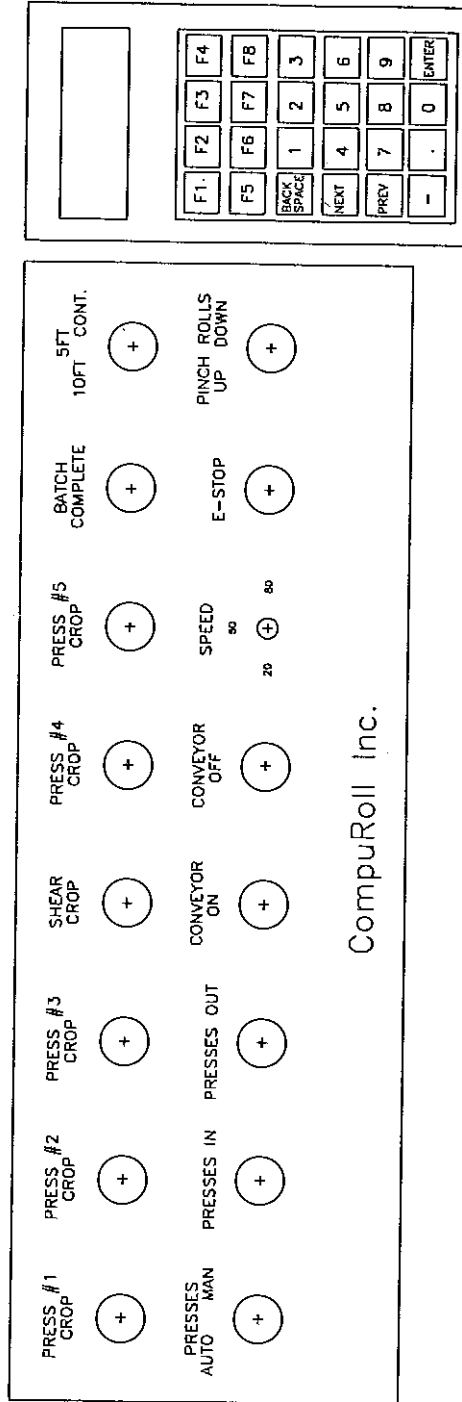 PRESS #1
CROP
PRESS #2
CROP
PRESS #3
CROP
SHEAR
CROP
PRESS #4
CROP
PRESS #5
CROP
BATCH
COMPLETE
5FT
10FT CONT.
PRESSES
AUTO MAN
PRESSES IN
PRESSES OUT
CONVEYOR
ON
CONVEYOR
OFF
SPEED
50
20 80
E-STOP
PINCH ROLLS
UP DOWN
CompuRoll Inc.
F1. F2 F3 F4
F5 F6 F7 F8
BACK
SPACE 1 2 3
NEXT 4 5 6
PREV 7 8 9
- . 0 ENTER